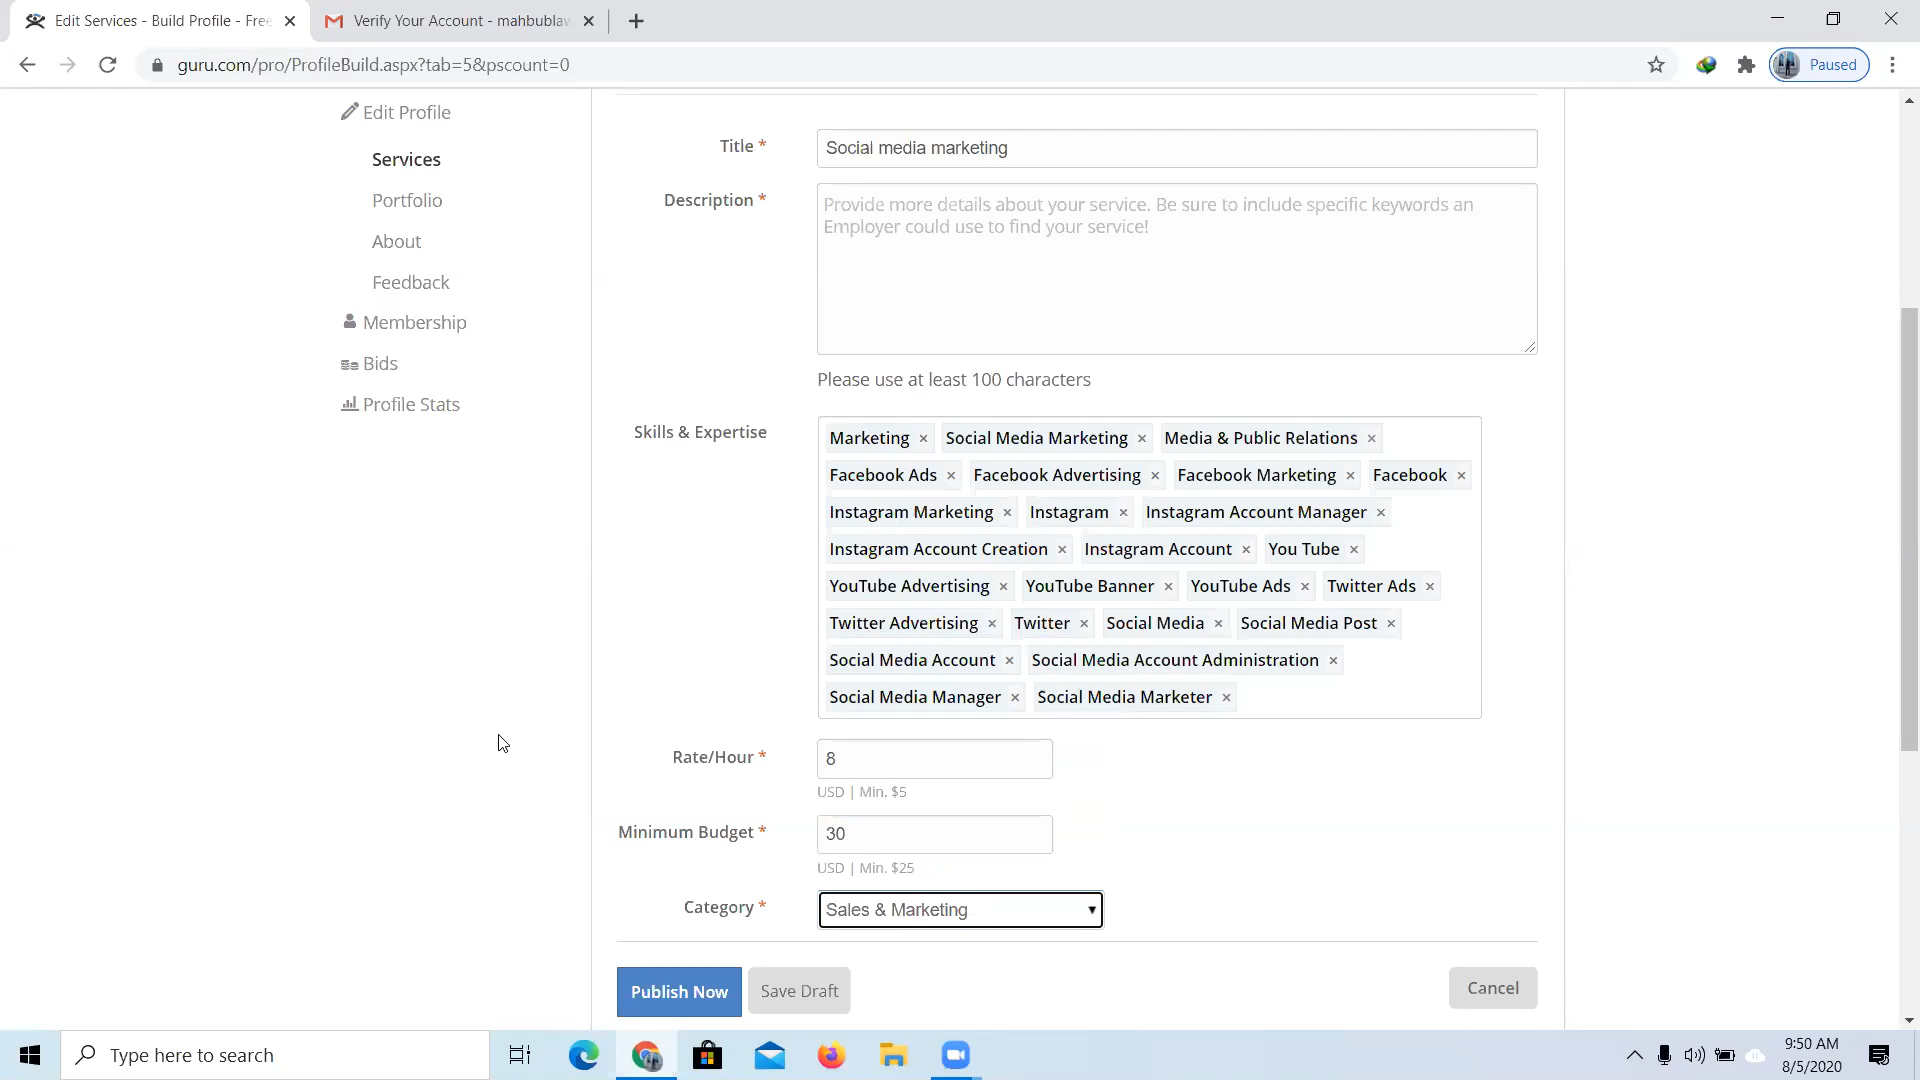 Edit Services - Build Profile - Free
Verify Your Account - mahbublaw
guru.com/pro/ProfileBuild.aspx?tab=5&pscount=0
Paused
Edit Profile
Services
Portfolio
About
Feedback
Membership
Bids
Profile Stats
Title *
Social media marketing
Description *
Provide more details about your service. Be sure to include specific keywords an
Employer could use to find your service!
Please use at least 100 characters
Skills & Expertise
Marketing × Social Media Marketing × Media & Public Relations ×
Facebook Ads × Facebook Advertising × Facebook Marketing × Facebook ×
Instagram Marketing × Instagram × Instagram Account Manager ×
Instagram Account Creation × Instagram Account × You Tube ×
YouTube Advertising × YouTube Banner × YouTube Ads × Twitter Ads ×
Twitter Advertising × Twitter × Social Media × Social Media Post ×
Social Media Account × Social Media Account Administration ×
Social Media Manager × Social Media Marketer ×
Rate/Hour *
8
USD | Min. $5
Minimum Budget *
30
USD | Min. $25
Category *
Sales & Marketing
Publish Now
Save Draft
Cancel
Type here to search
9:50 AM
8/5/2020